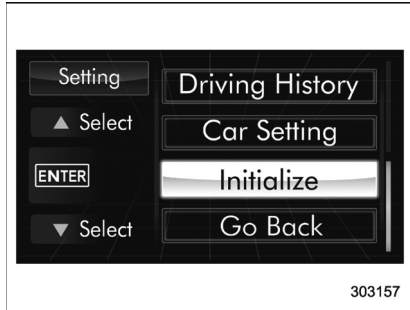 Setting
▲ Select
ENTER
▼ Select
Driving History
Car Setting
Initialize
Go Back
303157